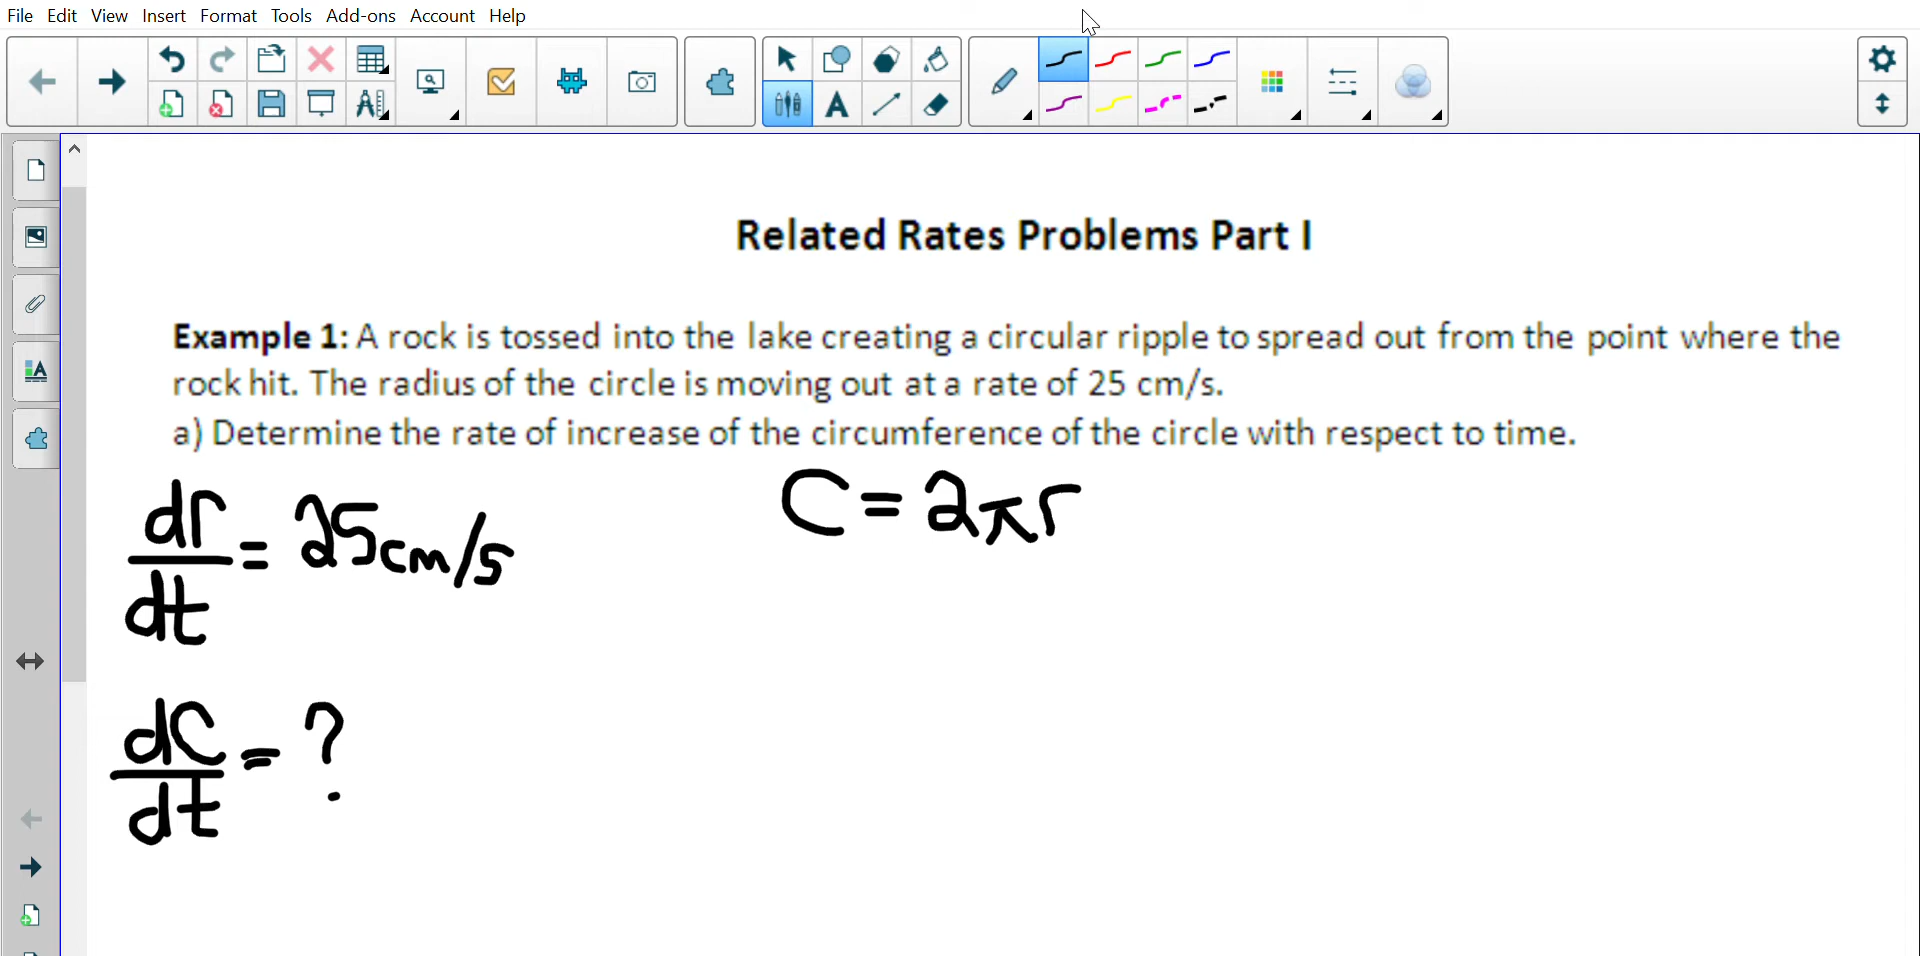 File Edit View Insert Format Tools Add-ons Account Help
Related Rates Problems Part I
Example 1: A rock is tossed into the lake creating a circular ripple to spread out from the point where the
rock hit. The radius of the circle is moving out at a rate of 25 cm/s.
a) Determine the rate of increase of the circumference of the circle with respect to time.
dr/dt = 25cm/s
C = 2πr
dC/dt = ?